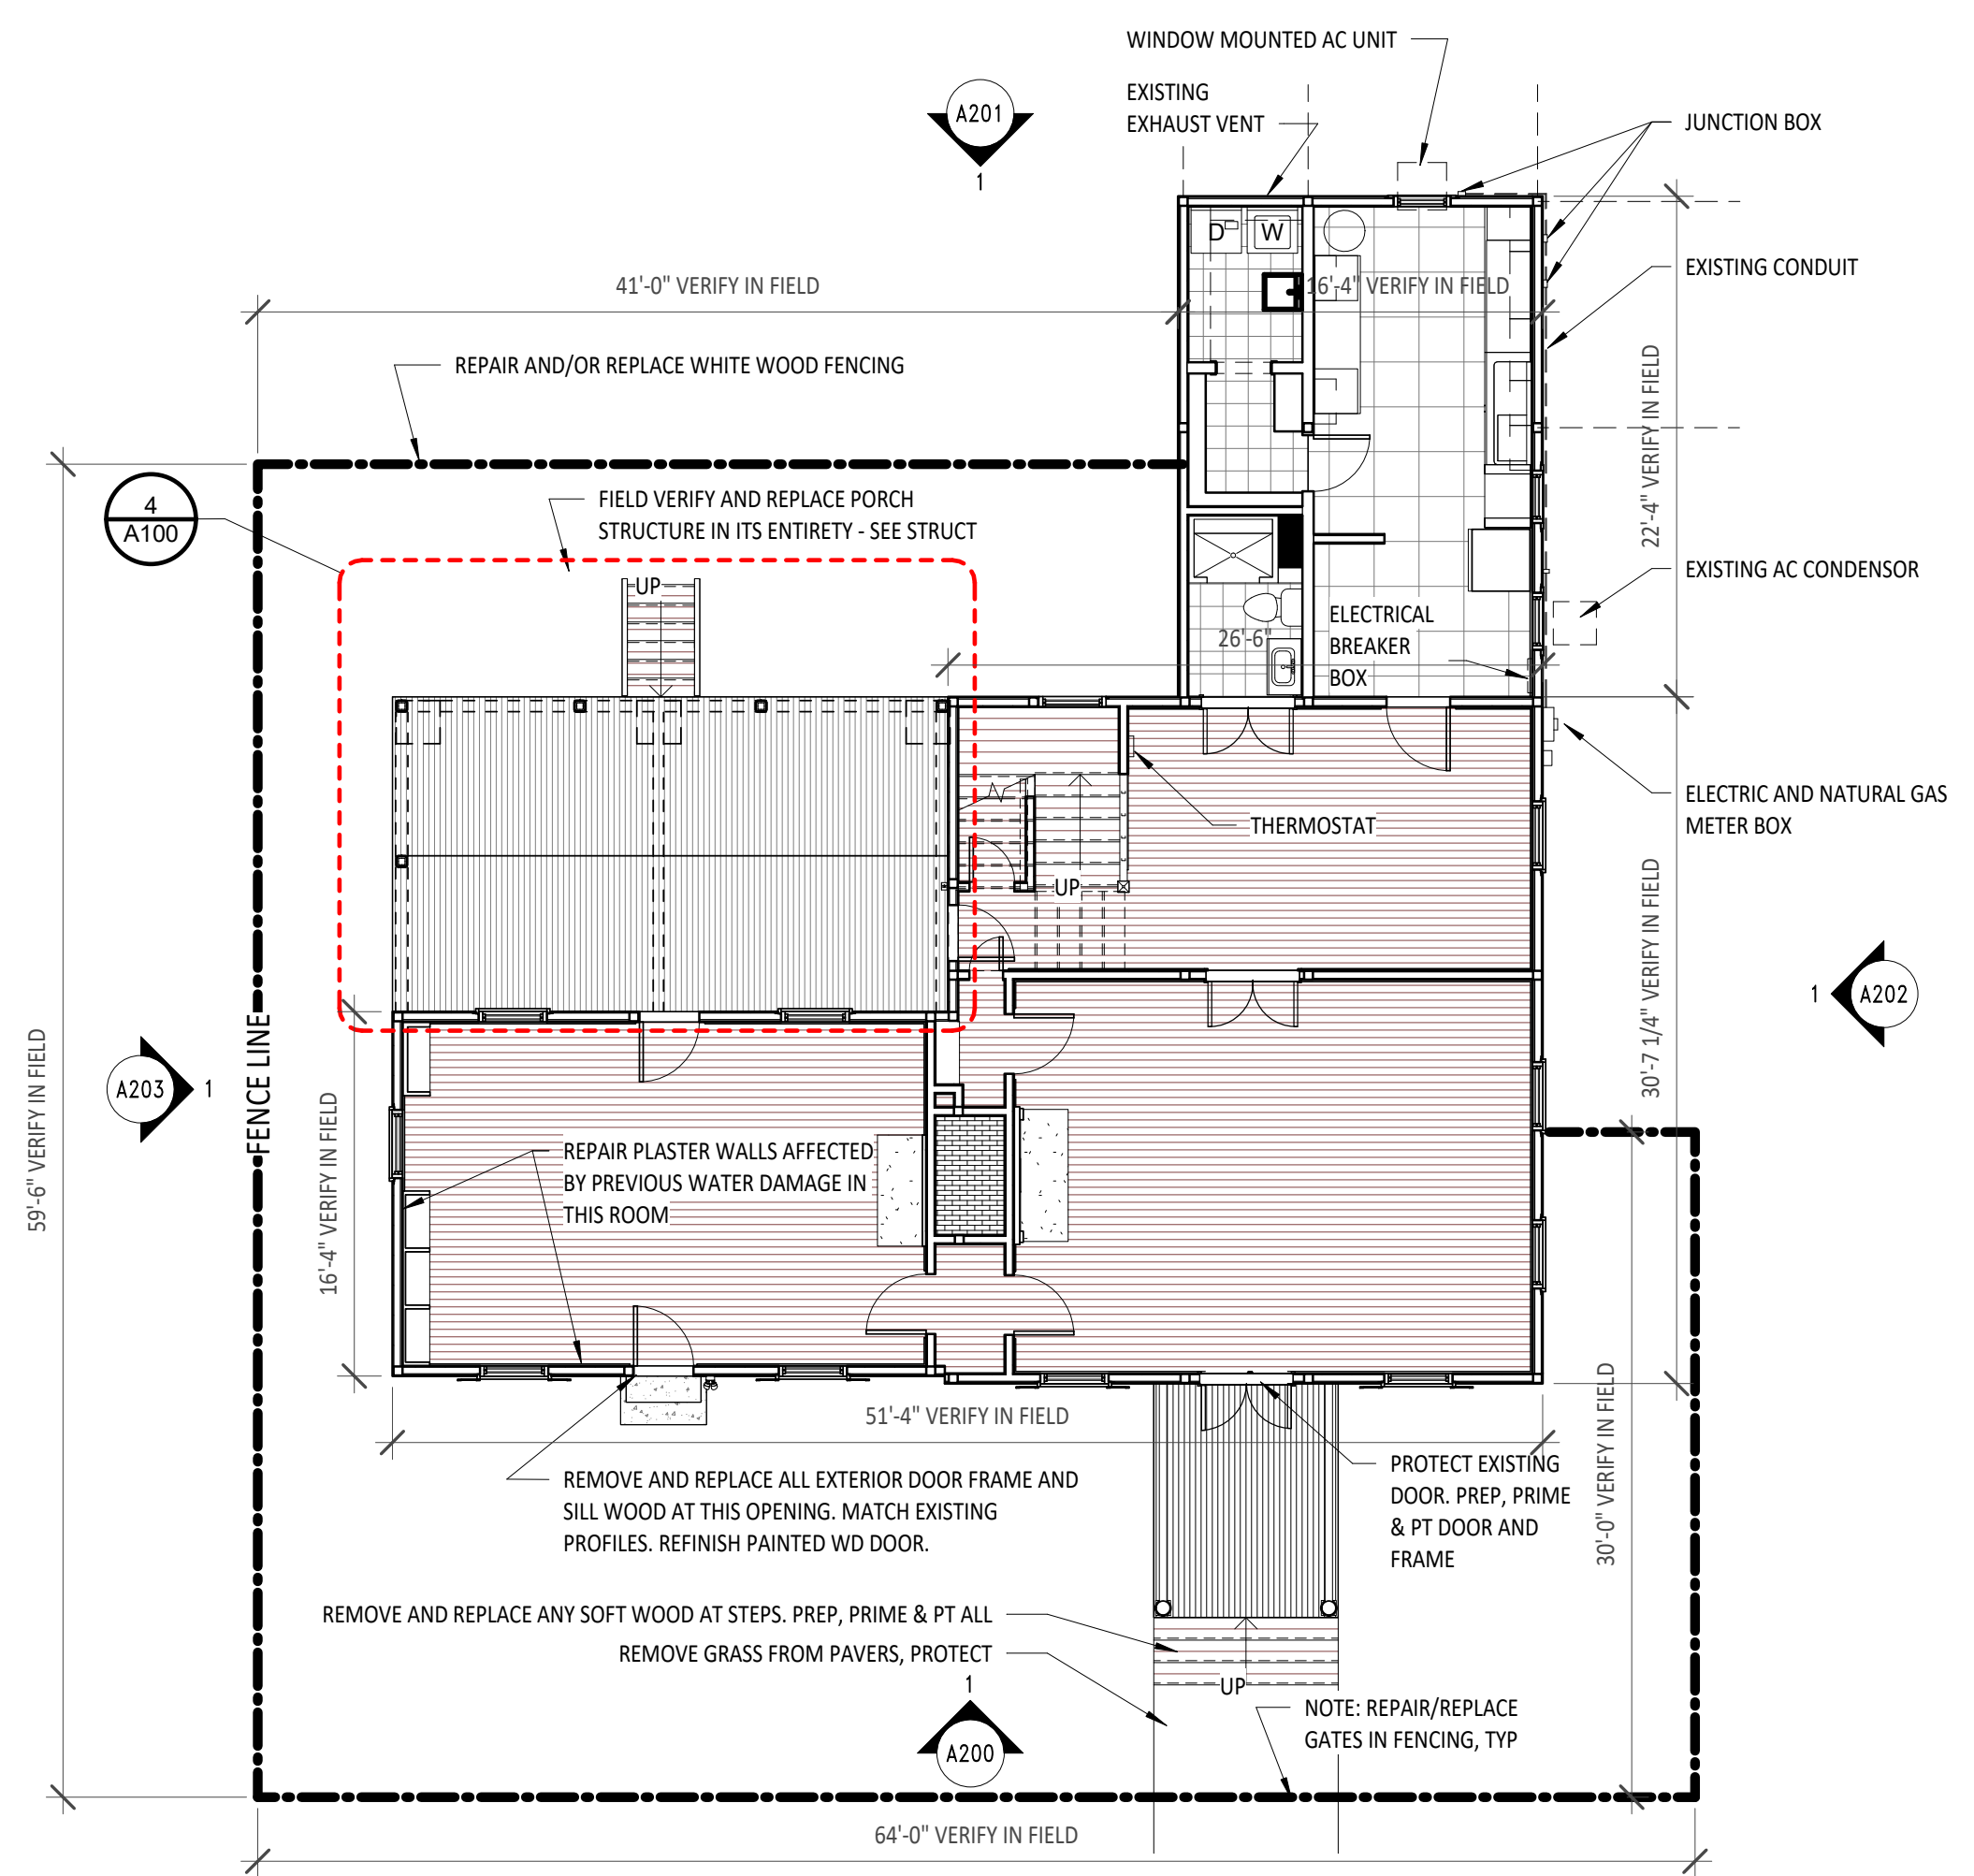 WINDOW MOUNTED AC UNIT
EXISTING
EXHAUST VENT
A201
1
JUNCTION BOX
D
W
EXISTING CONDUIT
41'-0" VERIFY IN FIELD
16'-4" VERIFY IN FIELD
REPAIR AND/OR REPLACE WHITE WOOD FENCING
22'-4" VERIFY IN FIELD
4
A100
FIELD VERIFY AND REPLACE PORCH
STRUCTURE IN ITS ENTIRETY - SEE STRUCT
UP
EXISTING AC CONDENSOR
ELECTRICAL
BREAKER
BOX
26'-6"
ELECTRIC AND NATURAL GAS
METER BOX
THERMOSTAT
UP
30'-7 1/4" VERIFY IN FIELD
1
A202
FENCE LINE
59'-6" VERIFY IN FIELD
A203
1
16'-4" VERIFY IN FIELD
REPAIR PLASTER WALLS AFFECTED
BY PREVIOUS WATER DAMAGE IN
THIS ROOM
51'-4" VERIFY IN FIELD
30'-0" VERIFY IN FIELD
REMOVE AND REPLACE ALL EXTERIOR DOOR FRAME AND
SILL WOOD AT THIS OPENING. MATCH EXISTING
PROFILES. REFINISH PAINTED WD DOOR.
PROTECT EXISTING
DOOR. PREP, PRIME
& PT DOOR AND
FRAME
REMOVE AND REPLACE ANY SOFT WOOD AT STEPS. PREP, PRIME & PT ALL
REMOVE GRASS FROM PAVERS, PROTECT
UP
1
A200
NOTE: REPAIR/REPLACE
GATES IN FENCING, TYP
64'-0" VERIFY IN FIELD